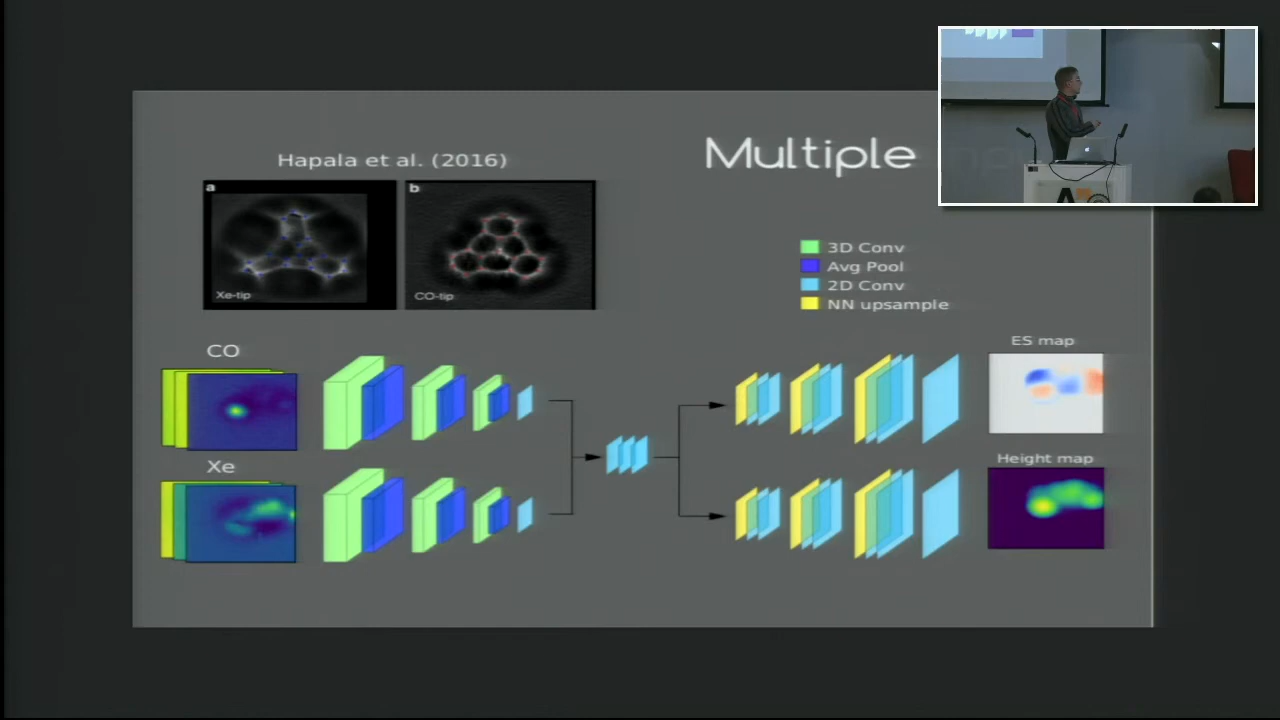 Multiple
Hapala et al. (2016)
a
b
Xe-tip
CO-tip
3D Conv
Avg Pool
2D Conv
NN upsample
CO
Xe
ES map
Height map